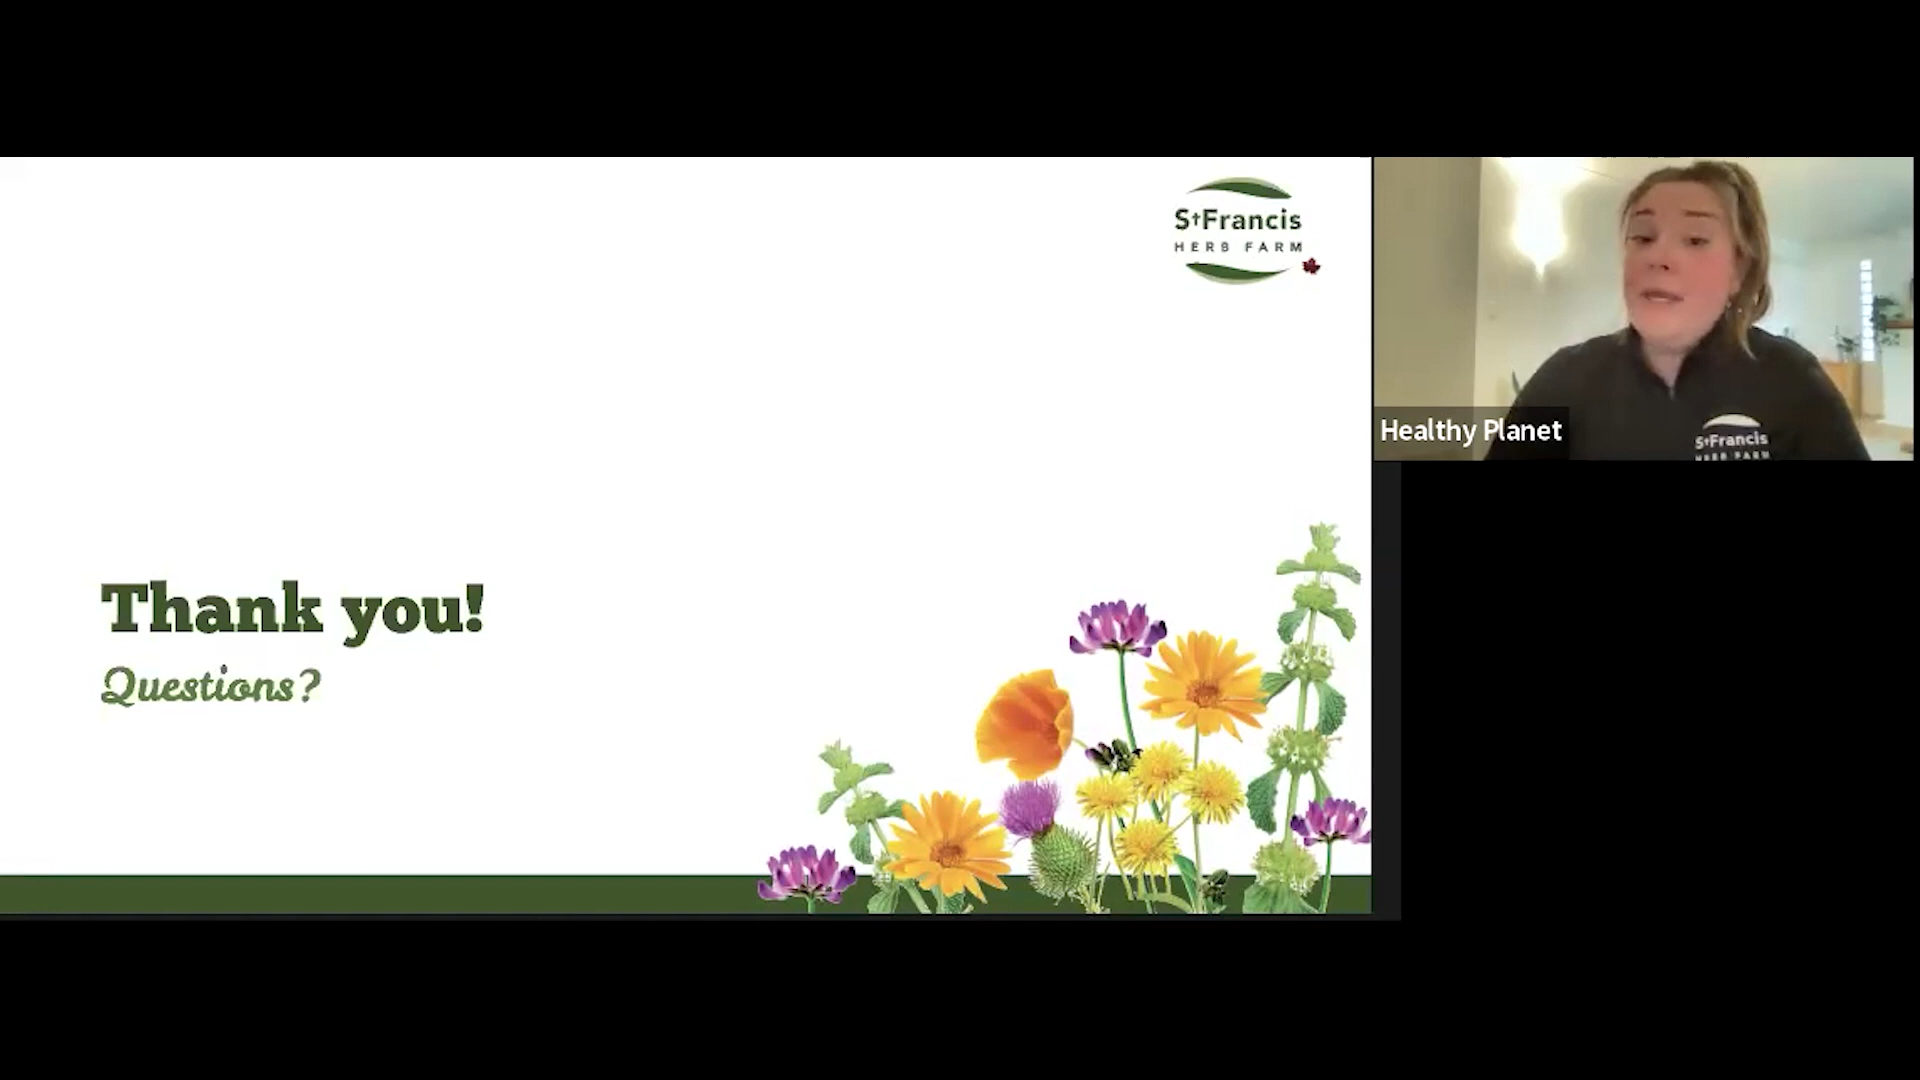 StFrancis
HERB FARM
Thank you!
Questions?
Healthy Planet
StFrancis
HERB FARM